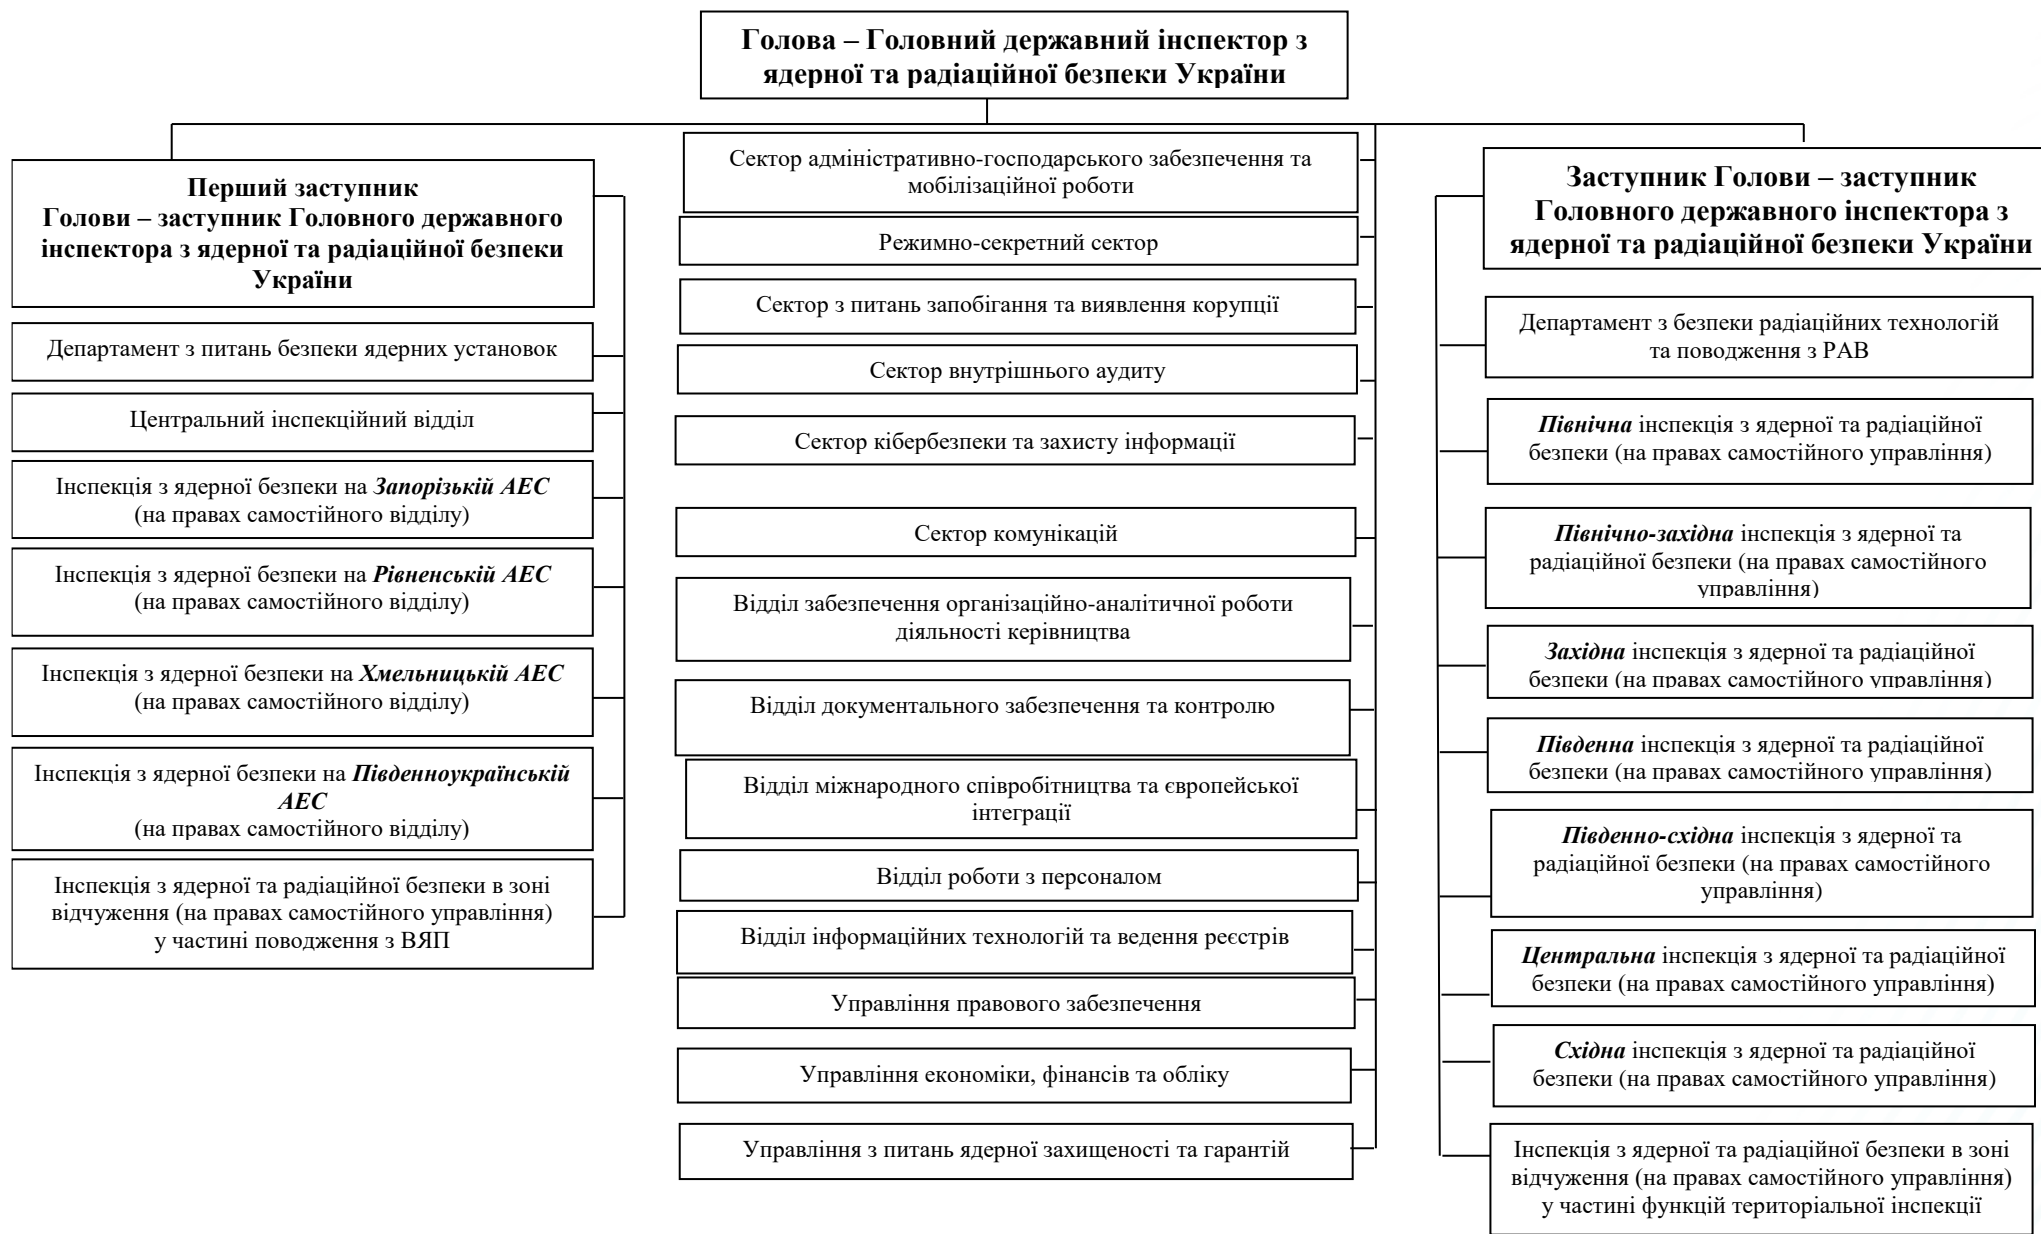 Голова – Головний державний інспектор з
ядерної та радіаційної безпеки України
Перший заступник
Голови – заступник Головного державного
інспектора з ядерної та радіаційної безпеки
України
Департамент з питань безпеки ядерних установок
Центральний інспекційний відділ
Інспекція з ядерної безпеки на Запорізькій АЕС
(на правах самостійного відділу)
Інспекція з ядерної безпеки на Рівненській АЕС
(на правах самостійного відділу)
Інспекція з ядерної безпеки на Хмельницькій АЕС
(на правах самостійного відділу)
Інспекція з ядерної безпеки на Південноукраїнській
АЕС
(на правах самостійного відділу)
Інспекція з ядерної та радіаційної безпеки в зоні
відчуження (на правах самостійного управління)
у частині поводження з ВЯП
Сектор адміністративно-господарського забезпечення та
мобілізаційної роботи
Режимно-секретний сектор
Сектор з питань запобігання та виявлення корупції
Сектор внутрішнього аудиту
Сектор кібербезпеки та захисту інформації
Сектор комунікацій
Відділ забезпечення організаційно-аналітичної роботи
діяльності керівництва
Відділ документального забезпечення та контролю
Відділ міжнародного співробітництва та європейської
інтеграції
Відділ роботи з персоналом
Відділ інформаційних технологій та ведення реєстрів
Управління правового забезпечення
Управління економіки, фінансів та обліку
Управління з питань ядерної захищеності та гарантій
Заступник Голови – заступник
Головного державного інспектора з
ядерної та радіаційної безпеки України
Департамент з безпеки радіаційних технологій
та поводження з РАВ
Північна інспекція з ядерної та радіаційної
безпеки (на правах самостійного управління)
Північно-західна інспекція з ядерної та
радіаційної безпеки (на правах самостійного
управління)
Західна інспекція з ядерної та радіаційної
безпеки (на правах самостійного управління)
Південна інспекція з ядерної та радіаційної
безпеки (на правах самостійного управління)
Південно-східна інспекція з ядерної та
радіаційної безпеки (на правах самостійного
управління)
Центральна інспекція з ядерної та радіаційної
безпеки (на правах самостійного управління)
Східна інспекція з ядерної та радіаційної
безпеки (на правах самостійного управління)
Інспекція з ядерної та радіаційної безпеки в зоні
відчуження (на правах самостійного управління)
у частині функцій територіальної інспекції